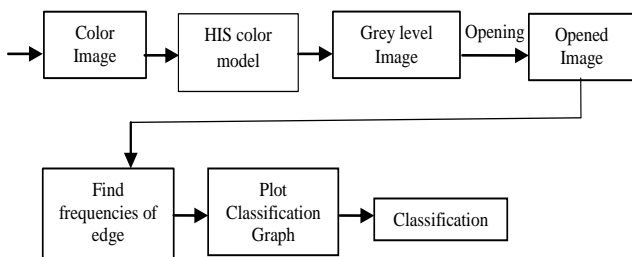 Color
Image
HIS color
model
Grey level
Image
Opening
Opened
Image
Find
frequencies of
edge
Plot
Classification
Graph
Classification